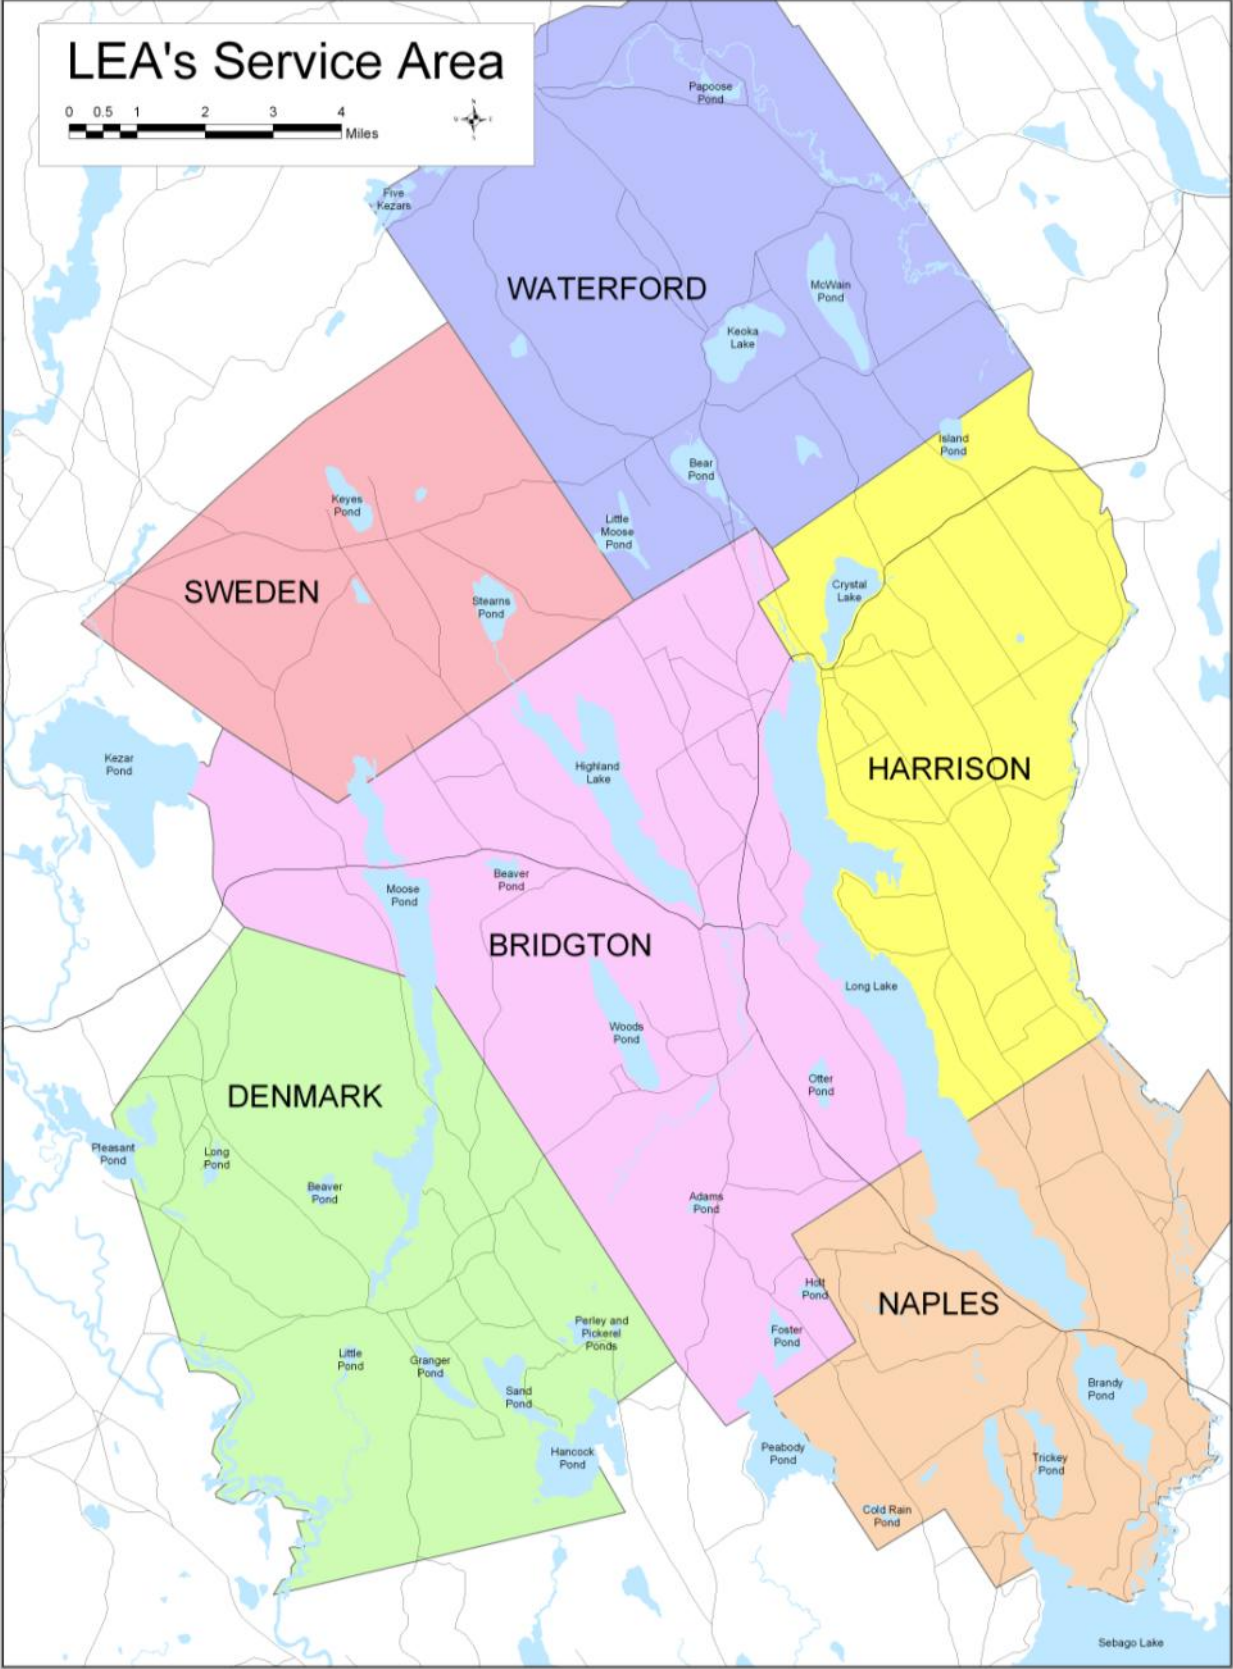 LEA's Service Area
0 0.5 1 2 3 4
Miles
Papoose
Pond
Five
Kezars
WATERFORD
McWain
Pond
Keoka
Lake
Island
Pond
Bear
Pond
Little
Moose
Pond
Keyes
Pond
SWEDEN
Stearns
Pond
Crystal
Lake
Kezar
Pond
Highland
Lake
HARRISON
Beaver
Pond
Moose
Pond
BRIDGTON
Long Lake
Woods
Pond
Otter
Pond
DENMARK
Pleasant
Pond
Long
Pond
Beaver
Pond
Adams
Pond
Holt
Pond
NAPLES
Foster
Pond
Perley and
Pickerel
Ponds
Little
Pond
Granger
Pond
Sand
Pond
Brandy
Pond
Hancock
Pond
Peabody
Pond
Trickey
Pond
Cold Rain
Pond
Sebago Lake